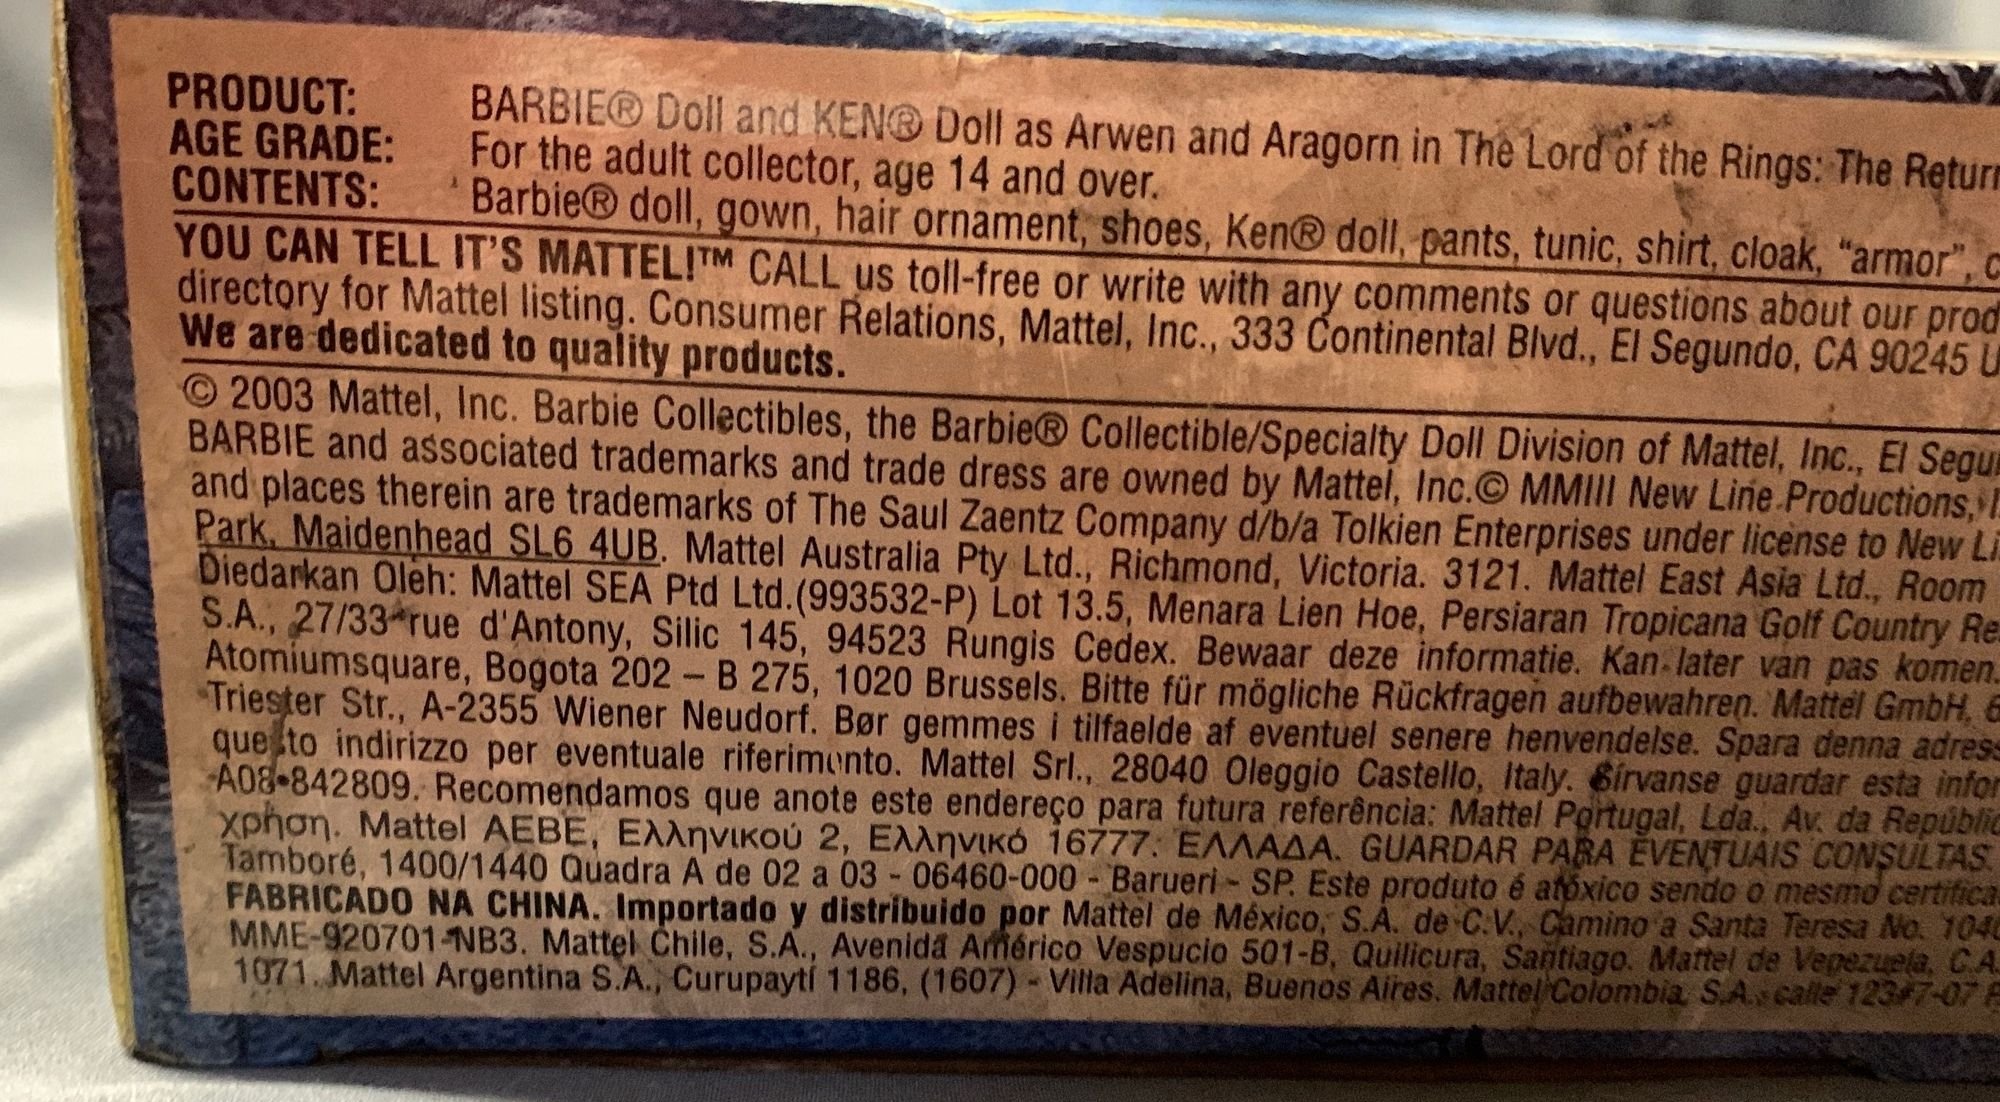 PRODUCT: BARBIE® Doll and KEN® Doll as Arwen and Aragorn in The Lord of the Rings: The Return
AGE GRADE: For the adult collector, age 14 and over.
CONTENTS: Barbie® doll, gown, hair ornament, shoes, Ken® doll, pants, tunic, shirt, cloak, “armor”, c
YOU CAN TELL IT’S MATTEL!™ CALL us toll-free or write with any comments or questions about our prod
directory for Mattel listing. Consumer Relations, Mattel, Inc., 333 Continental Blvd., El Segundo, CA 90245 U
We are dedicated to quality products.
© 2003 Mattel, Inc. Barbie Collectibles, the Barbie® Collectible/Specialty Doll Division of Mattel, Inc., El Segu
BARBIE and associated trademarks and trade dress are owned by Mattel, Inc.© MMIII New Line Productions, I
and places therein are trademarks of The Saul Zaentz Company d/b/a Tolkien Enterprises under license to New Li
Park, Maidenhead SL6 4UB. Mattel Australia Pty Ltd., Richmond, Victoria. 3121. Mattel East Asia Ltd., Room
Diedarkan Oleh: Mattel SEA Ptd Ltd.(993532-P) Lot 13.5, Menara Lien Hoe, Persiaran Tropicana Golf Country Re
S.A., 27/33 rue d'Antony, Silic 145, 94523 Rungis Cedex. Bewaar deze informatie. Kan later van pas komen.
Atomiumsquare, Bogota 202 – B 275, 1020 Brussels. Bitte für mögliche Rückfragen aufbewahren. Mattel GmbH, 6
Triester Str., A-2355 Wiener Neudorf. Bør gemmes i tilfaelde af eventuel senere henvendelse. Spara denna adress
questo indirizzo per eventuale riferimento. Mattel Srl., 28040 Oleggio Castello, Italy. Sírvanse guardar esta infor
A08-842809. Recomendamos que anote este endereço para futura referência: Mattel Portugal, Lda., Av. da Repúblic
χρήση. Mattel AEBE, Ελληνικού 2, Ελληνικό 16777. ΕΛΛΑΔΑ. GUARDAR PARA EVENTUAIS CONSULTAS.
Tamboré, 1400/1440 Quadra A de 02 a 03 - 06460-000 - Barueri - SP. Este produto é atóxico sendo o mesmo certifica
FABRICADO NA CHINA. Importado y distribuido por Mattel de México, S.A. de C.V., Camino a Santa Teresa No. 1040
MME-920701-NB3. Mattel Chile, S.A., Avenida Américo Vespucio 501-B, Quilicura, Santiago. Mattel de Venezuela, C.A.
1071. Mattel Argentina S.A., Curupaytí 1186, (1607) - Villa Adelina, Buenos Aires. Mattel Colombia, S.A., calle 123#7-07 P